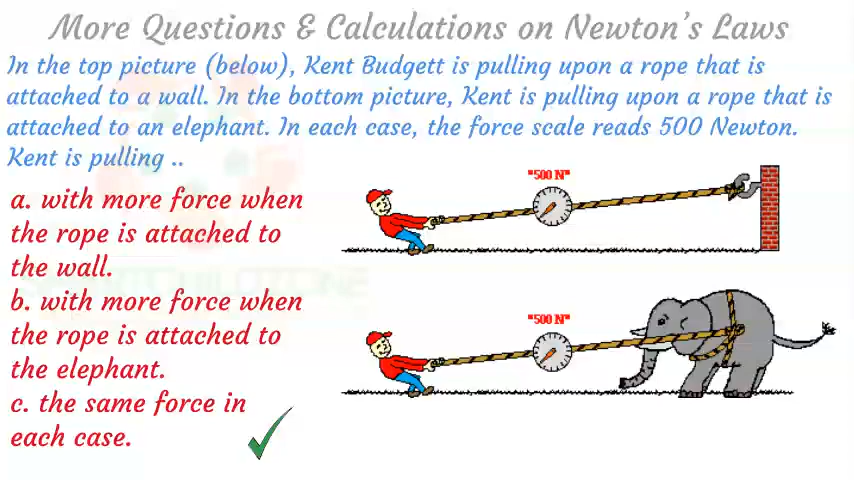 More Questions & Calculations on Newton's Laws
In the top picture (below), Kent Budgett is pulling upon a rope that is
attached to a wall. In the bottom picture, Kent is pulling upon a rope that is
attached to an elephant. In each case, the force scale reads 500 Newton.
Kent is pulling ..
a. with more force when
the rope is attached to
the wall.
b. with more force when
the rope is attached to
the elephant.
c. the same force in
each case.
"500 N"
"500 N"